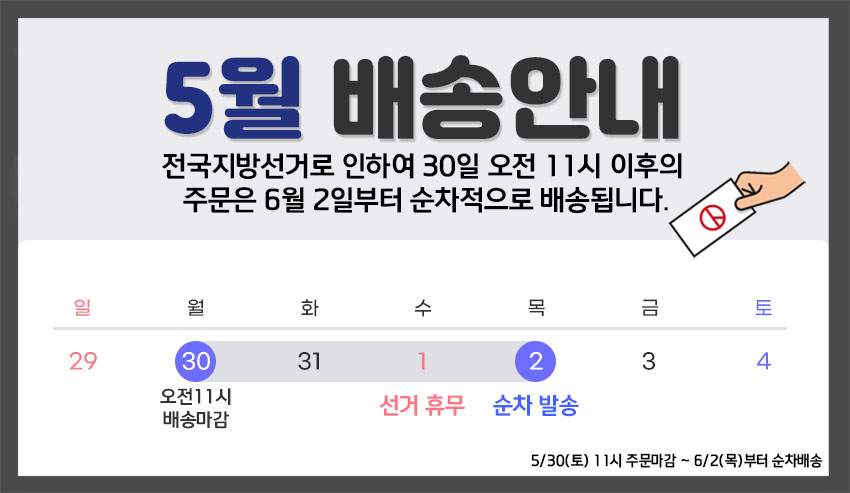 5월 배송안내
전국지방선거로 인하여 30일 오전 11시 이후의
주문은 6월 2일부터 순차적으로 배송됩니다.
일 월 화 수 목 금 토
29 30 31 1 2 3 4
오전11시
배송마감
선거 휴무 순차 발송
5/30(토) 11시 주문마감 ~ 6/2(목)부터 순차배송